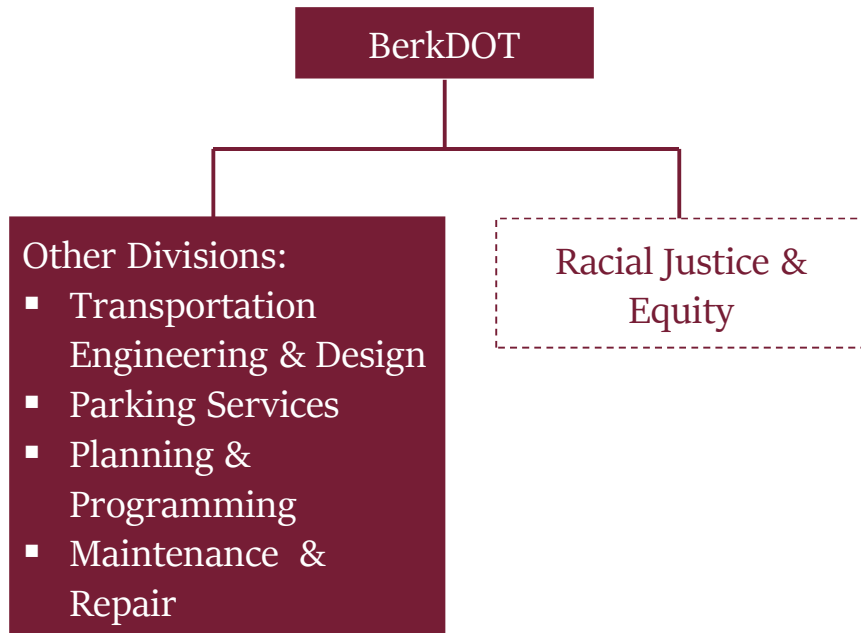 BerkDOT
Other Divisions:
▪ Transportation
Engineering & Design
▪ Parking Services
▪ Planning &
Programming
▪ Maintenance  &
Repair
Racial Justice &
Equity